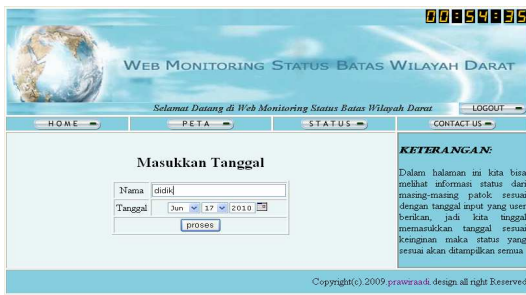 00:54:35
WEB MONITORING STATUS BATAS WILAYAH DARAT
Selamat Datang di Web Monitoring Status Batas Wilayah Darat
LOGOUT
HOME PETA STATUS CONTACT US
Masukkan Tanggal
Nama didik
Tanggal Jun 17 2010
proses
KETERANGAN:
Dalam halaman ini kita bisa
melihat informasi status dari
masing-masing patok sesuai
dengan tanggal input yang user
berikan, jadi kita tinggal
memasukkan tanggal sesuai
keinginan maka status yang
sesuai akan ditampilkan semua
Copyright(c).2009.prawiraadi.design all right Reserved